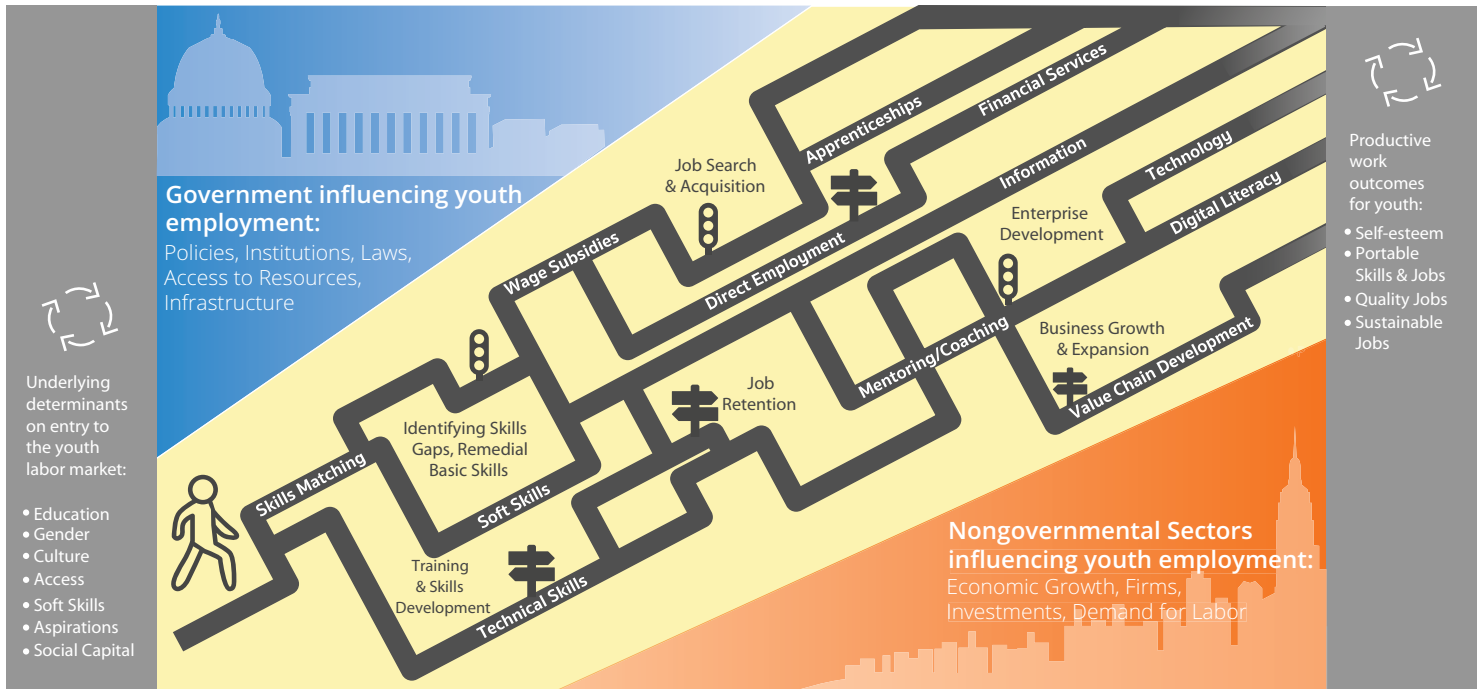 Underlying
determinants
on entry to
the youth
labor market:
• Education
• Gender
• Culture
• Access
• Soft Skills
• Aspirations
• Social Capital
Government influencing youth
employment:
Policies, Institutions, Laws,
Access to Resources,
Infrastructure
Skills Matching
Identifying Skills
Gaps, Remedial
Basic Skills
Soft Skills
Training
& Skills
Development
Technical Skills
Wage Subsidies
Job Search
& Acquisition
Direct Employment
Apprenticeships
Financial Services
Information
Job
Retention
Mentoring/Coaching
Enterprise
Development
Technology
Digital Literacy
Business Growth
& Expansion
Value Chain Development
Nongovernmental Sectors
influencing youth employment:
Economic Growth, Firms,
Investments, Demand for Labor
Productive
work
outcomes
for youth:
• Self-esteem
• Portable
Skills & Jobs
• Quality Jobs
• Sustainable
Jobs